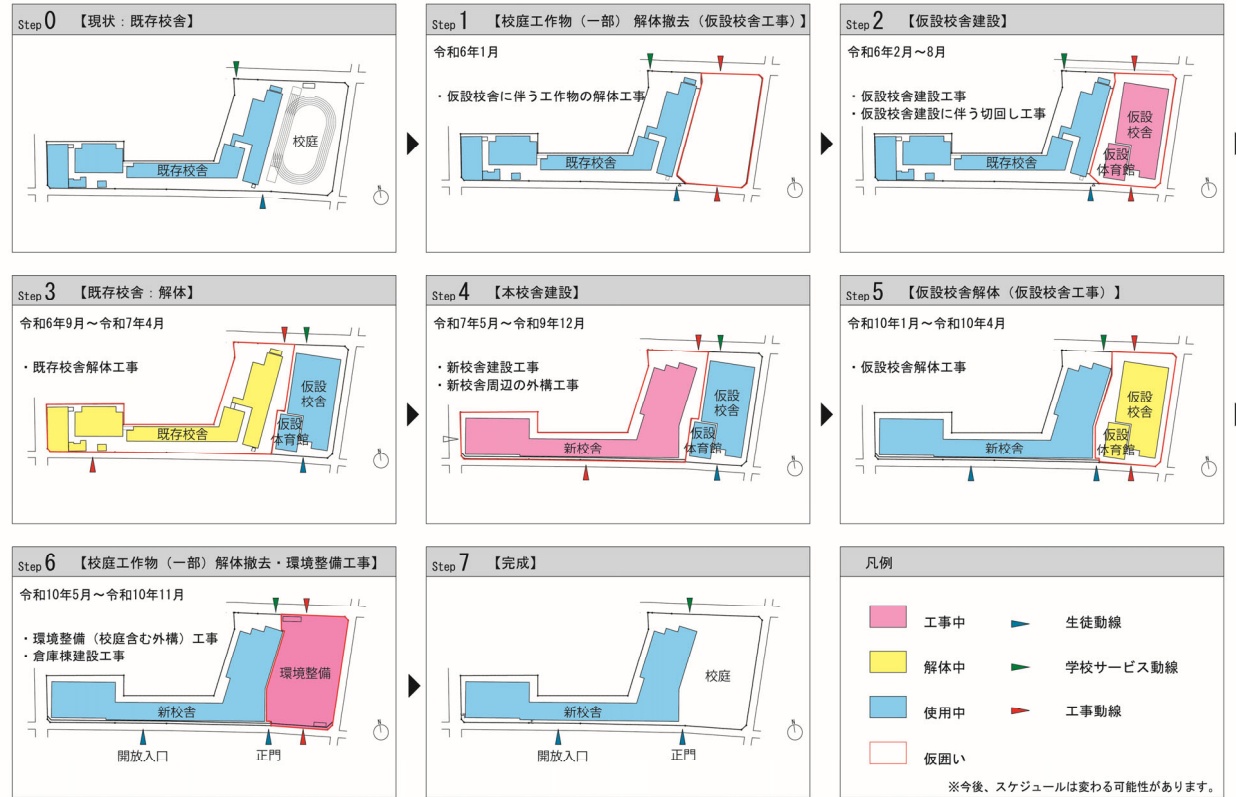 Step 0 【現状：既存校舎】
校庭
既存校舎
N
Step 1 【校庭工作物（一部） 解体撤去（仮設校舎工事）】
令和6年1月
・仮設校舎に伴う工作物の解体工事
既存校舎
N
Step 2 【仮設校舎建設】
令和6年2月～8月
・仮設校舎建設工事
・仮設校舎建設に伴う切回し工事
仮設
校舎
仮設
体育館
既存校舎
N
Step 3 【既存校舎：解体】
令和6年9月～令和7年4月
・既存校舎解体工事
仮設
校舎
仮設
体育館
既存校舎
N
Step 4 【本校舎建設】
令和7年5月～令和9年12月
・新校舎建設工事
・新校舎周辺の外構工事
仮設
校舎
仮設
体育館
新校舎
N
Step 5 【仮設校舎解体（仮設校舎工事）】
令和10年1月～令和10年4月
・仮設校舎解体工事
仮設
校舎
仮設
体育館
新校舎
N
Step 6 【校庭工作物（一部）解体撤去・環境整備工事】
令和10年5月～令和10年11月
・環境整備（校庭含む外構）工事
・倉庫棟建設工事
環境整備
新校舎
N
開放入口
正門
Step 7 【完成】
校庭
新校舎
N
開放入口
正門
凡例
工事中
生徒動線
解体中
学校サービス動線
使用中
工事動線
仮囲い
※今後、スケジュールは変わる可能性があります。